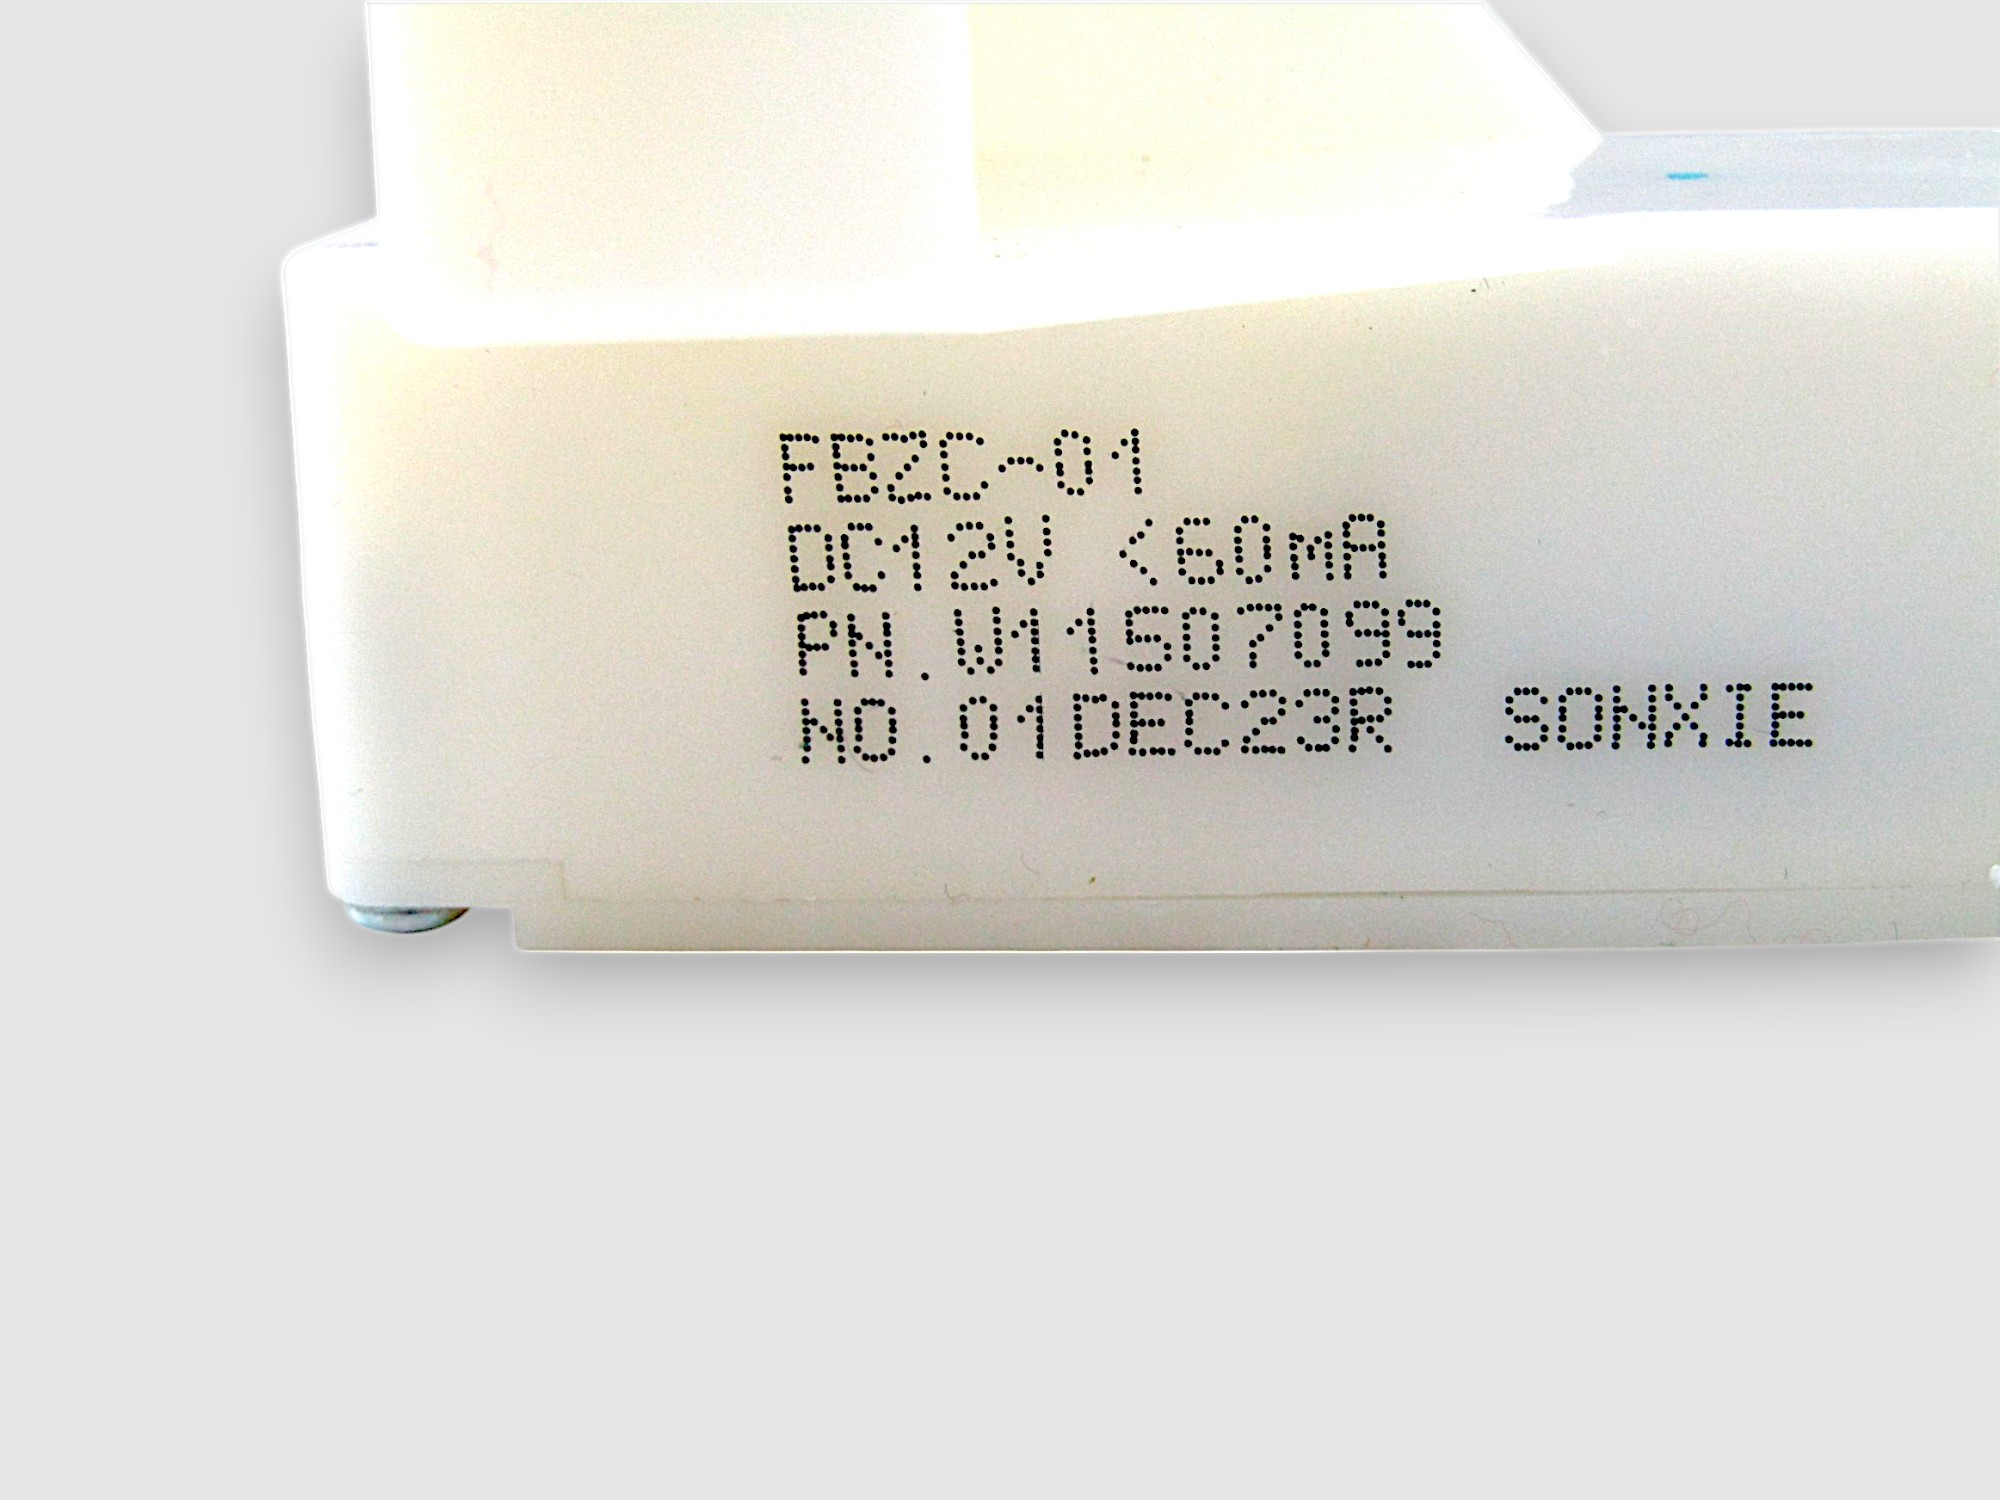 FBZC~01
DC12V <60mA
PN.W11507099
NO.01DEC23R SONXIE